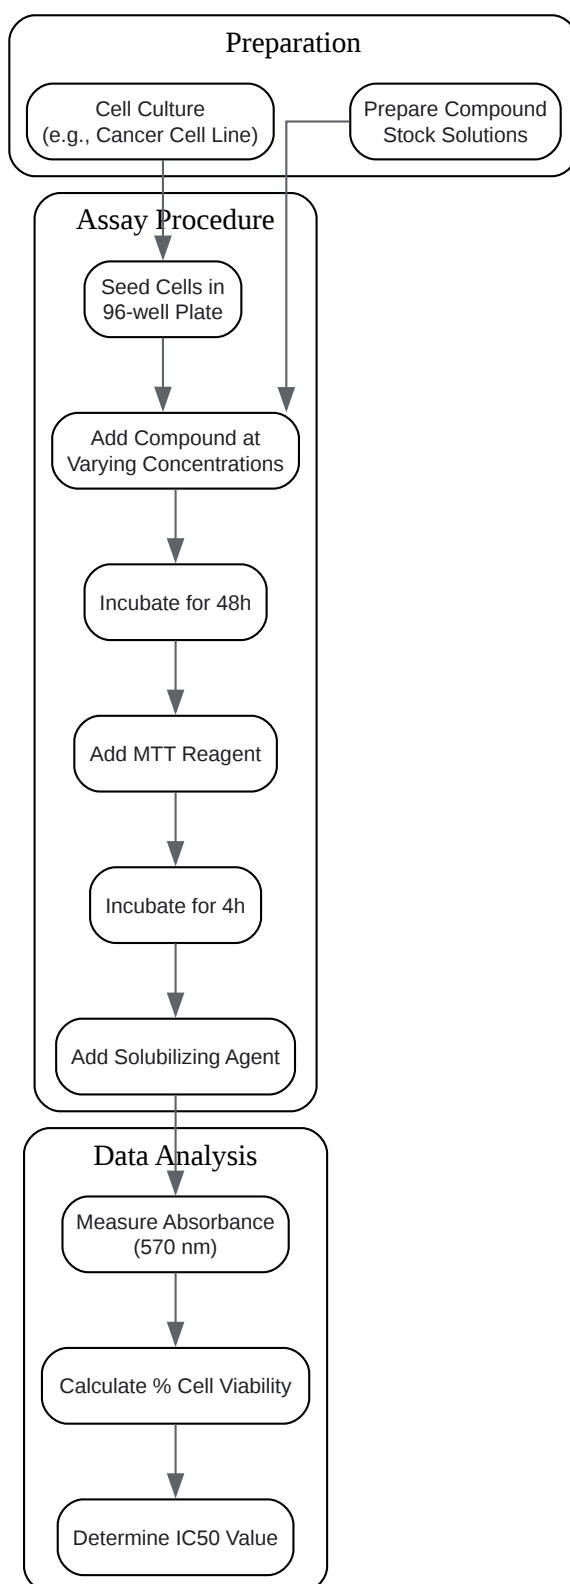 Preparation
Cell Culture
(e.g., Cancer Cell Line)
Prepare Compound
Stock Solutions
Assay Procedure
Seed Cells in
96-well Plate
Add Compound at
Varying Concentrations
Incubate for 48h
Add MTT Reagent
Incubate for 4h
Add Solubilizing Agent
Data Analysis
Measure Absorbance
(570 nm)
Calculate % Cell Viability
Determine IC50 Value